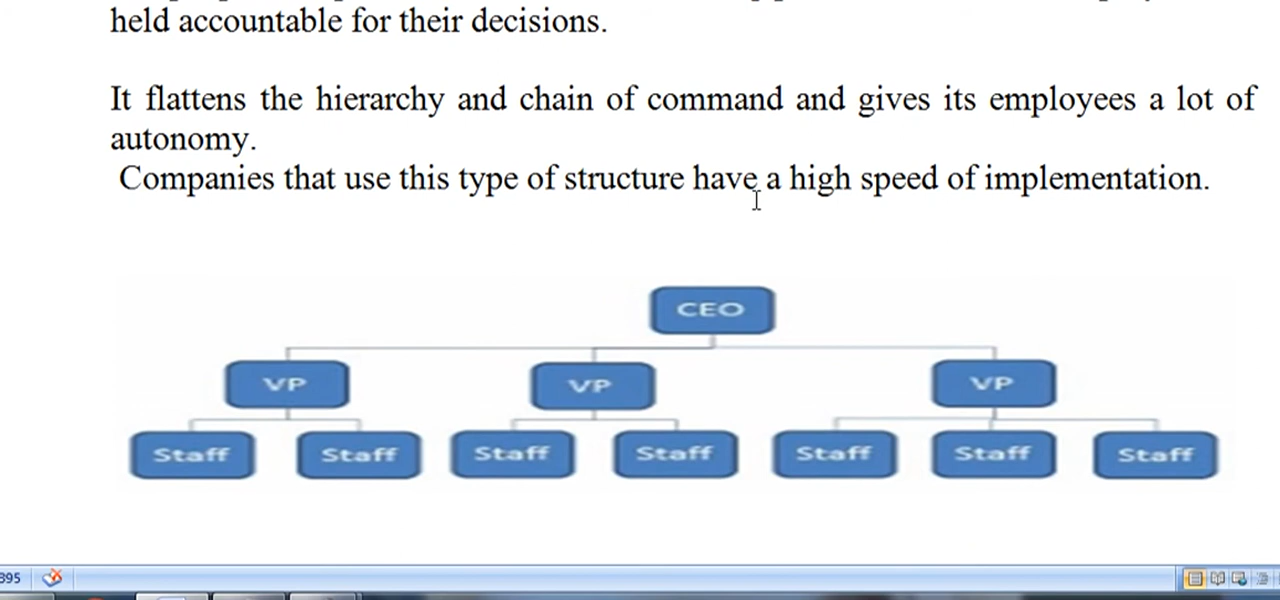 held accountable for their decisions.
It flattens the hierarchy and chain of command and gives its employees a lot of
autonomy.
Companies that use this type of structure have a high speed of implementation.
CEO
VP VP VP
Staff Staff Staff Staff Staff Staff Staff
395